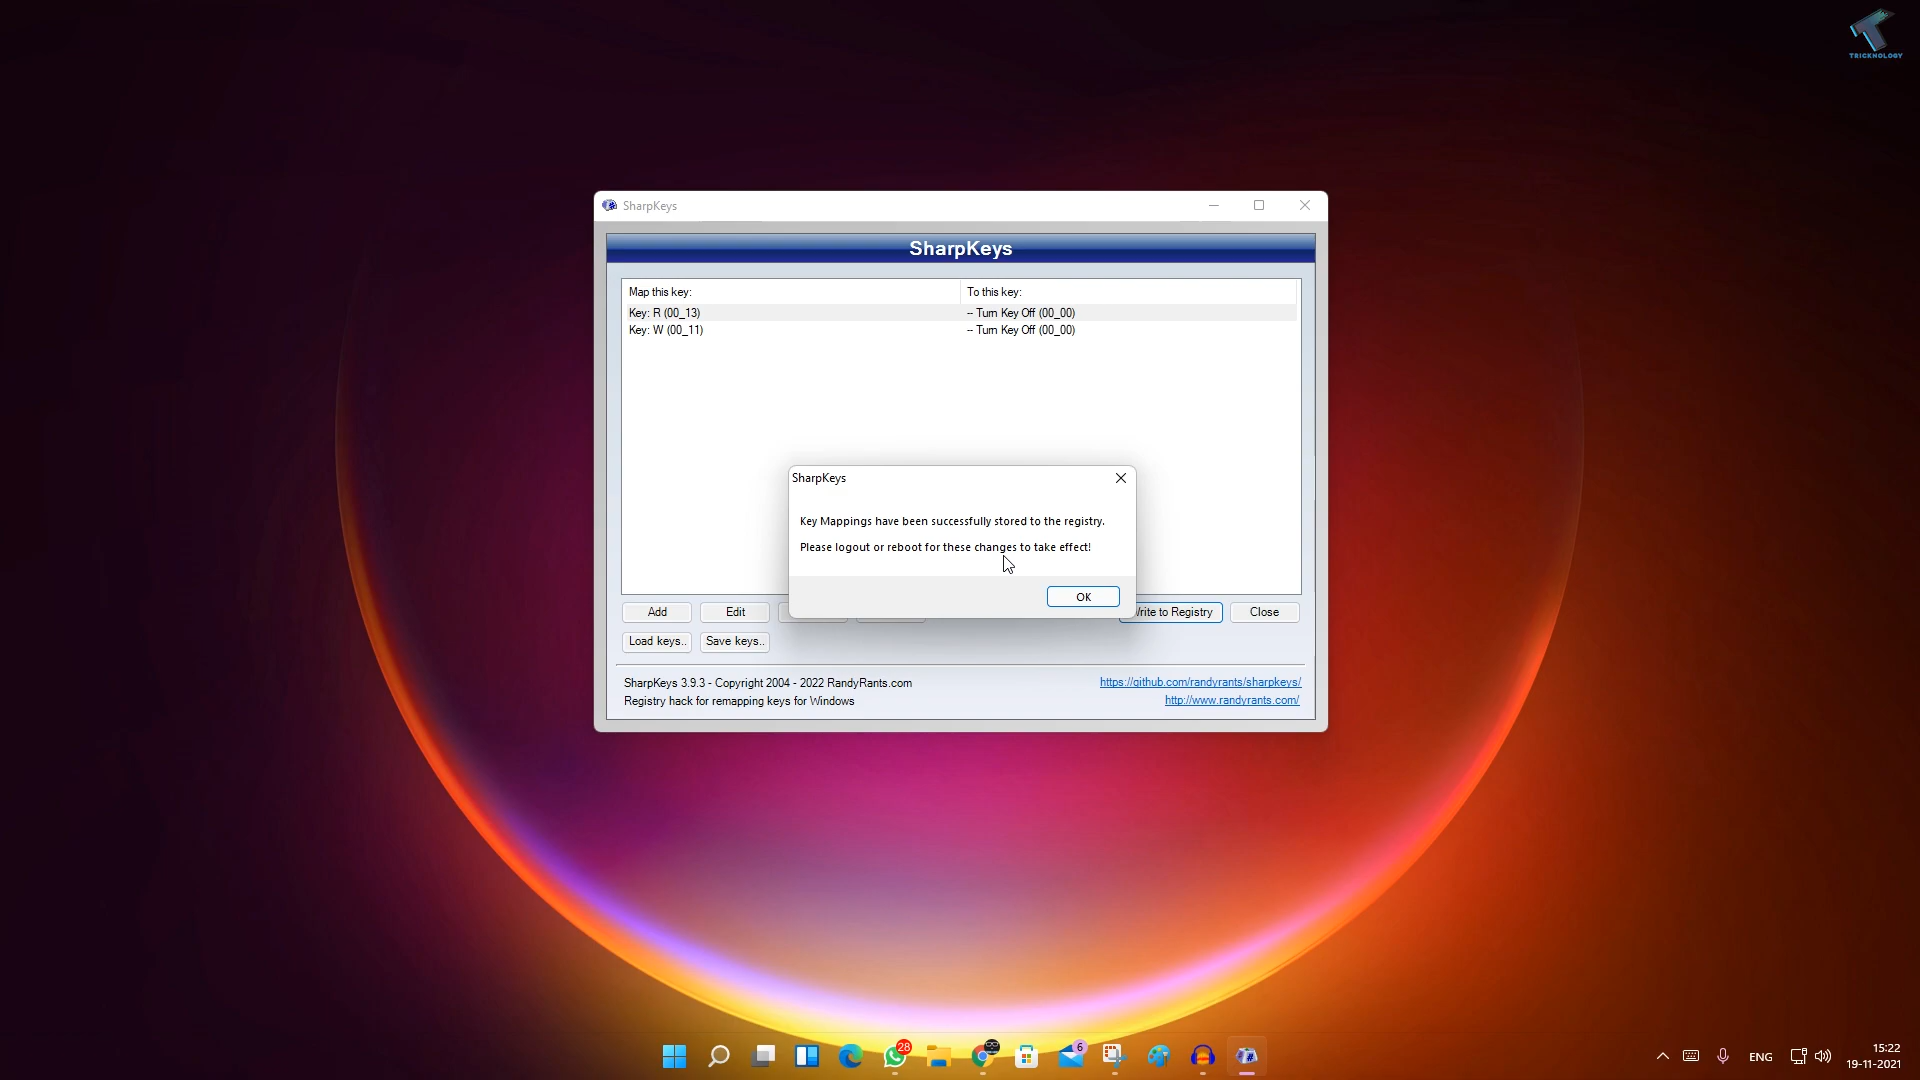 TRICKNOLOGY
SharpKeys
SharpKeys
Map this key: To this key:
Key: R (00_13) -- Turn Key Off (00_00)
Key: W (00_11) -- Turn Key Off (00_00)
SharpKeys
Key Mappings have been successfully stored to the registry.
Please logout or reboot for these changes to take effect!
OK
Add Edit rite to Registry Close
Load keys.. Save keys..
SharpKeys 3.9.3 - Copyright 2004 - 2022 RandyRants.com https://github.com/randyrants/sharpkeys/
Registry hack for remapping keys for Windows http://www.randyrants.com/
28
6
ENG
15:22
19-11-2021